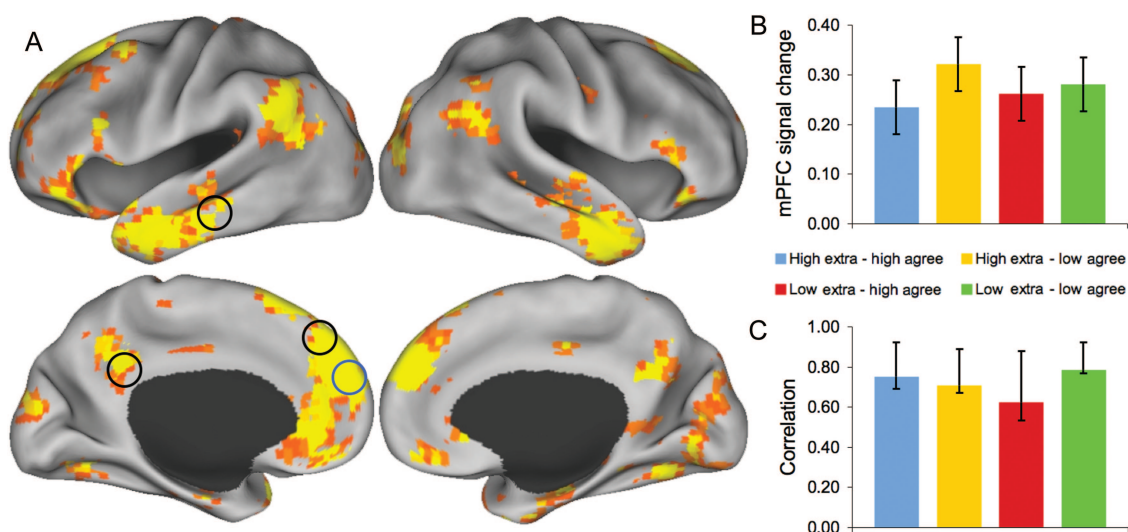 A
B
mPFC signal change
0.40
0.30
0.20
0.10
0.00
High extra - high agree
High extra - low agree
Low extra - high agree
Low extra - low agree
C
Correlation
1.00
0.80
0.60
0.40
0.20
0.00